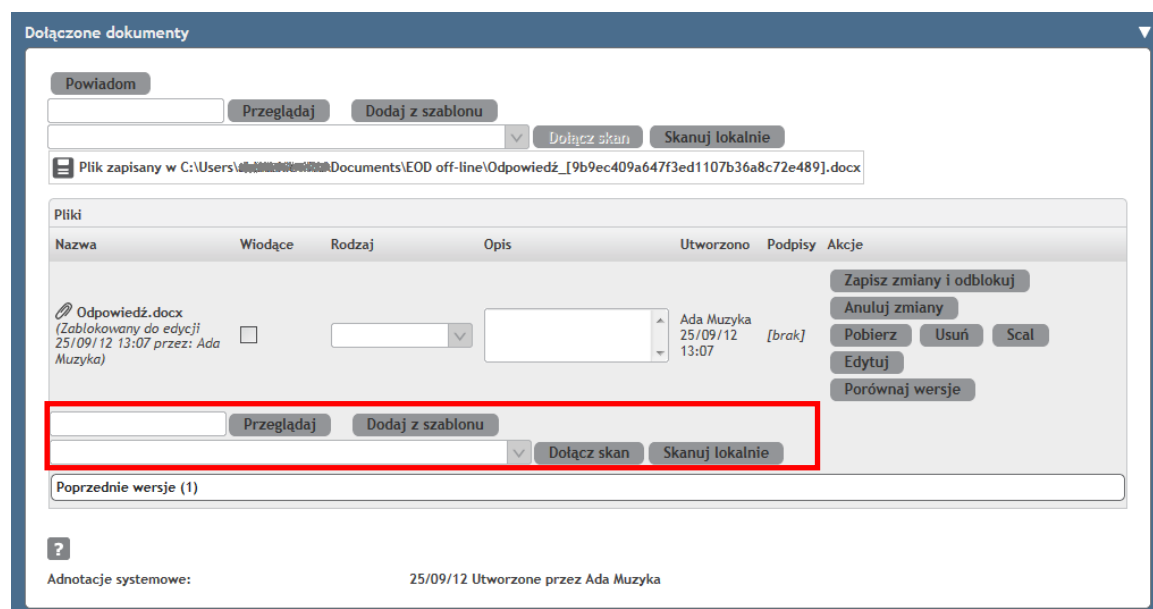 Dołączone dokumenty
Powiadom
Przeglądaj Dodaj z szablonu
Dołącz skan Skanuj lokalnie
Plik zapisany w C:\Users\ Documents\EOD off-line\Odpowiedź_[9b9ec409a647f3ed1107b36a8c72e489].docx
Pliki
Nazwa Wiodące Rodzaj Opis Utworzono Podpisy Akcje
Odpowiedź.docx
(Zablokowany do edycji
25/09/12 13:07 przez: Ada
Muzyka)
Ada Muzyka
25/09/12
13:07
[brak]
Zapisz zmiany i odblokuj
Anuluj zmiany
Pobierz Usuń Scal
Edytuj
Porównaj wersje
Przeglądaj Dodaj z szablonu
Dołącz skan Skanuj lokalnie
Poprzednie wersje (1)
?
Adnotacje systemowe: 25/09/12 Utworzone przez Ada Muzyka